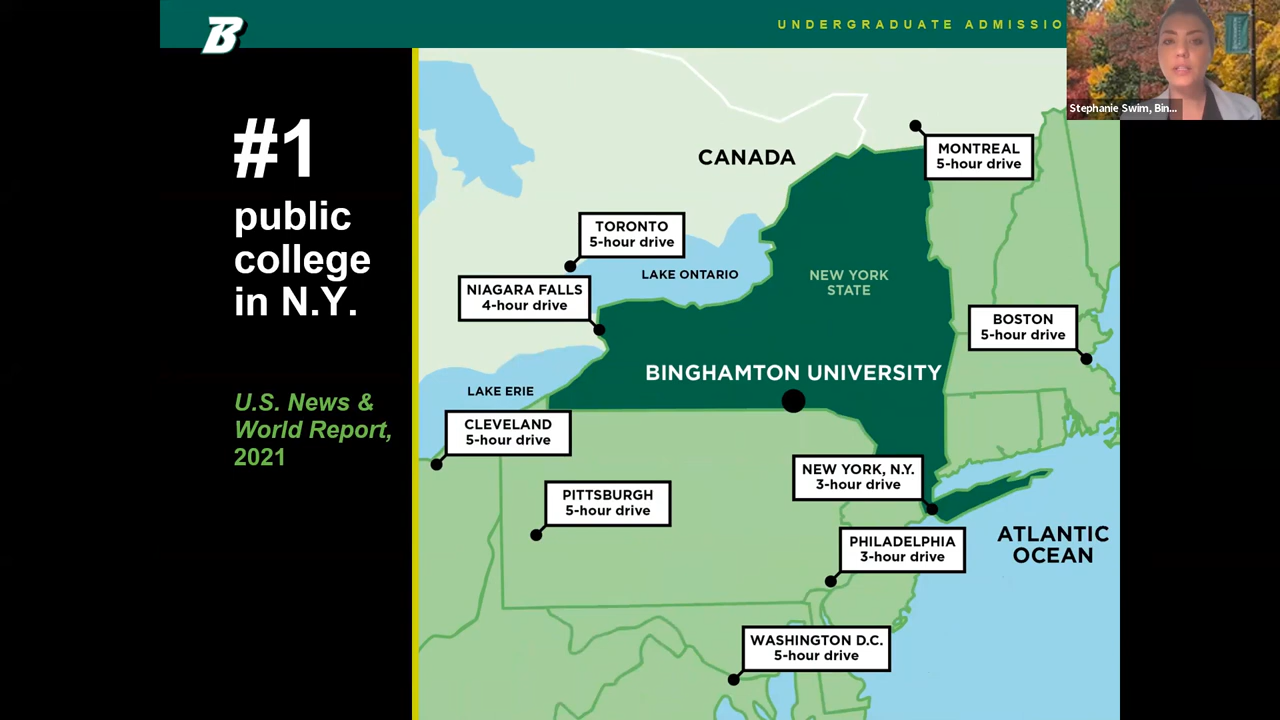 B
UNDERGRADUATE ADMISSIO
Stephanie Swim, Bin...
#1
public
college
in N.Y.
U.S. News &
World Report,
2021
CANADA
MONTREAL
5-hour drive
TORONTO
5-hour drive
LAKE ONTARIO
NEW YORK
STATE
NIAGARA FALLS
4-hour drive
BOSTON
5-hour drive
BINGHAMTON UNIVERSITY
LAKE ERIE
CLEVELAND
5-hour drive
NEW YORK, N.Y.
3-hour drive
PITTSBURGH
5-hour drive
PHILADELPHIA
3-hour drive
ATLANTIC
OCEAN
WASHINGTON D.C.
5-hour drive